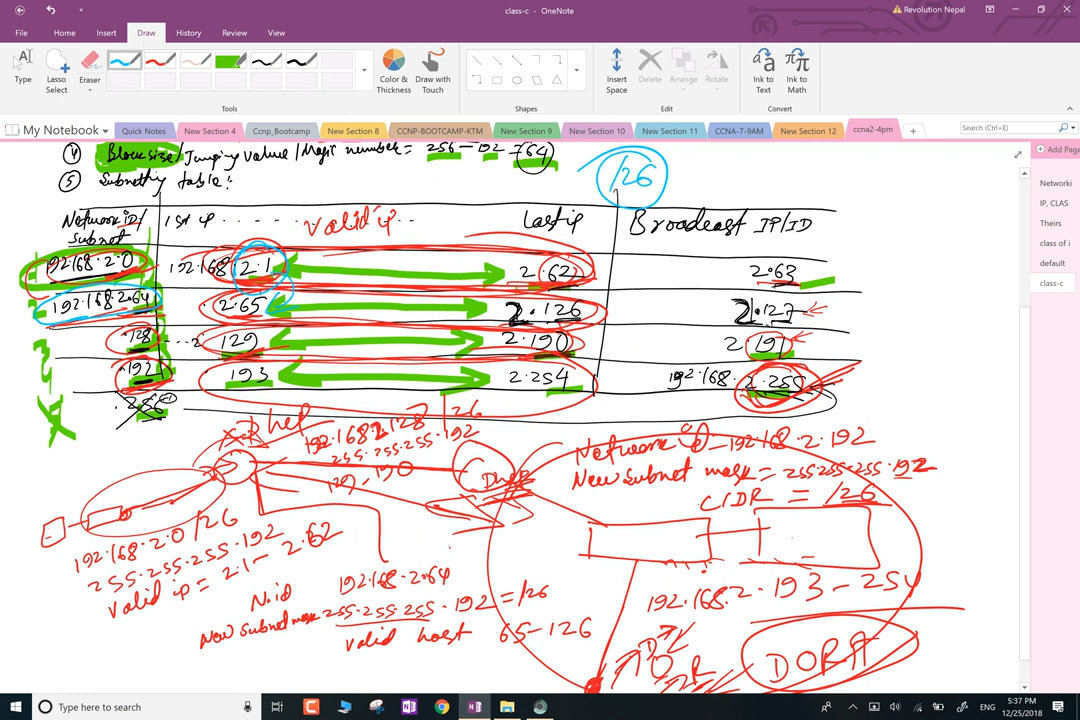 class-c - OneNote
Revolution Nepal
File Home Insert Draw History Review View
Type
Lasso Select
Eraser
Color & Thickness
Draw with Touch
Insert Space
Delete
Arrange
Rotate
Ink to Text
Ink to Math
Tools
Shapes
Edit
Convert
My Notebook
Quick Notes
New Section 4
Ccnp_Bootcamp
New Section 8
CCNP-BOOTCAMP-KTM
New Section 9
New Section 10
New Section 11
CCNA-7-9AM
New Section 12
ccna2-4pm
Search (Ctrl+E)
Add Page
Networki
IP, CLAS
Theirs
class of i
default
class-c
④ Block size / Jumping value / Magic number = 256 - 192 = 64
⑤ Subnetting table:
/26
Network ID/ Subnet
1st ip
Valid ip
Last ip
Broadcast IP/ID
192.168.2.0 192.168.2.1 2.62 2.63
192.168.2.64 .2.65 2.126 2.127
.128 129 2.190 2.191
.192 193 2.254 192.168.2.255
.256
192.168.2.128 /26
255.255.255.192
129 - 190
192.168.2.0/26
255.255.255.192
Valid ip = 2.1 - 2.62
N.id 192.168.2.64
New subnet mask 255.255.255.192 = /26
Valid host 65-126
Network id - 192.168.2.192
New subnet mask = 255.255.255.192
CIDR = /26
192.168.2.193 - 254
D
O
R
DORA
Type here to search
ENG
5:37 PM
12/25/2018